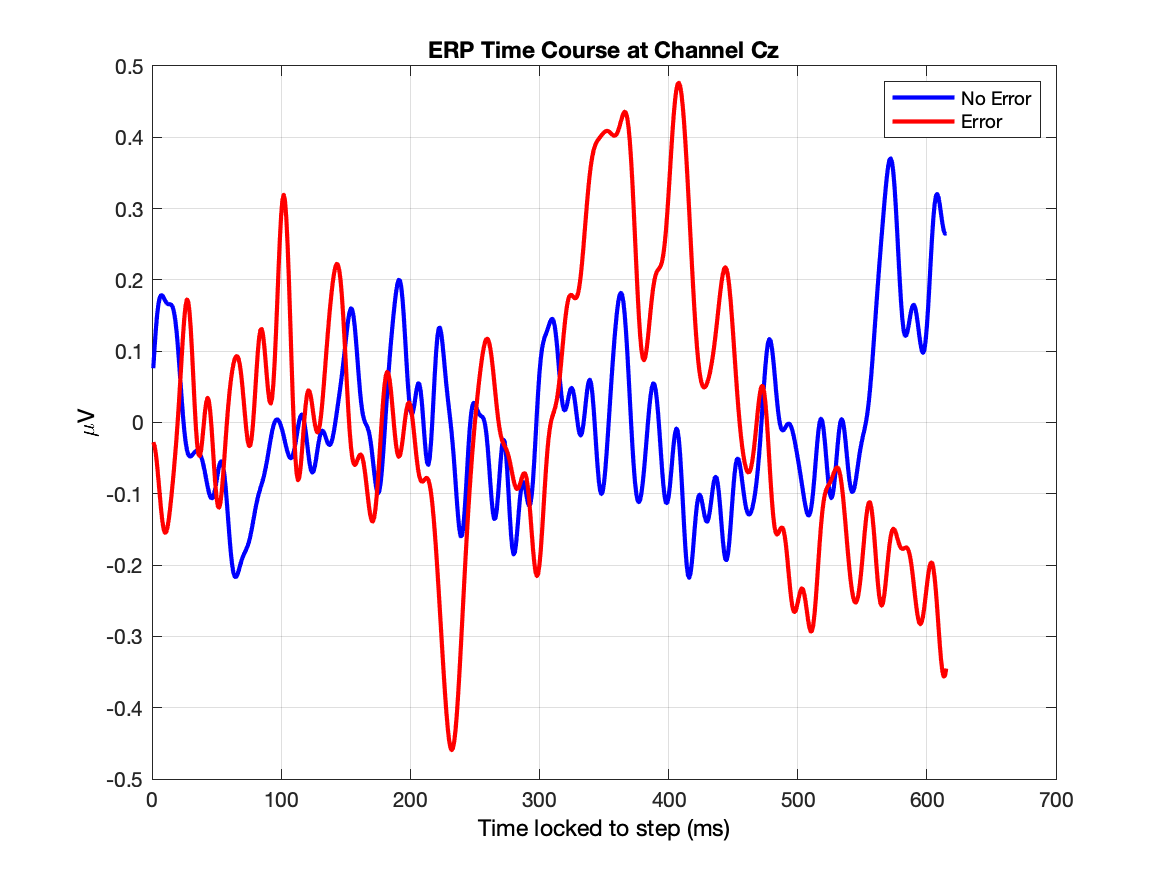 ERP Time Course at Channel Cz
0.5
0.4
0.3
0.2
0.1
0
-0.1
-0.2
-0.3
-0.4
-0.5
μV
No Error
Error
0 100 200 300 400 500 600 700
Time locked to step (ms)